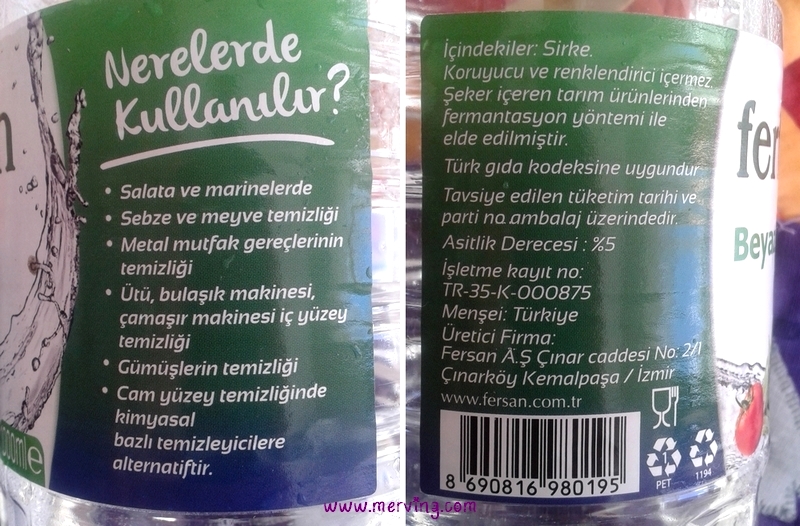 Nerelerde
Kullanılır?
• Salata ve marinelerde
• Sebze ve meyve temizliği
• Metal mutfak gereçlerinin
temizliği
• Ütü, bulaşık makinesi,
çamaşır makinesi iç yüzey
temizliği
• Gümüşlerin temizliği
• Cam yüzey temizliğinde
kimyasal
bazlı temizleyicilere
alternatiftir.
İçindekiler: Sirke.
Koruyucu ve renklendirici içermez.
Şeker içeren tarım ürünlerinden
fermantasyon yöntemi ile
elde edilmiştir.
Türk gıda kodeksine uygundur
Tavsiye edilen tüketim tarihi ve
parti no ambalaj üzerindedir.
Asitlik Derecesi : %5
İşletme kayıt no:
TR-35-K-000875
Menşei: Türkiye
Üretici Firma:
Fersan A.Ş Çınar caddesi No: 2/1
Çınarköy Kemalpaşa / İzmir
www.fersan.com.tr
8 690816 980195
1
PET
1194
fer
Beya
www.merving.com